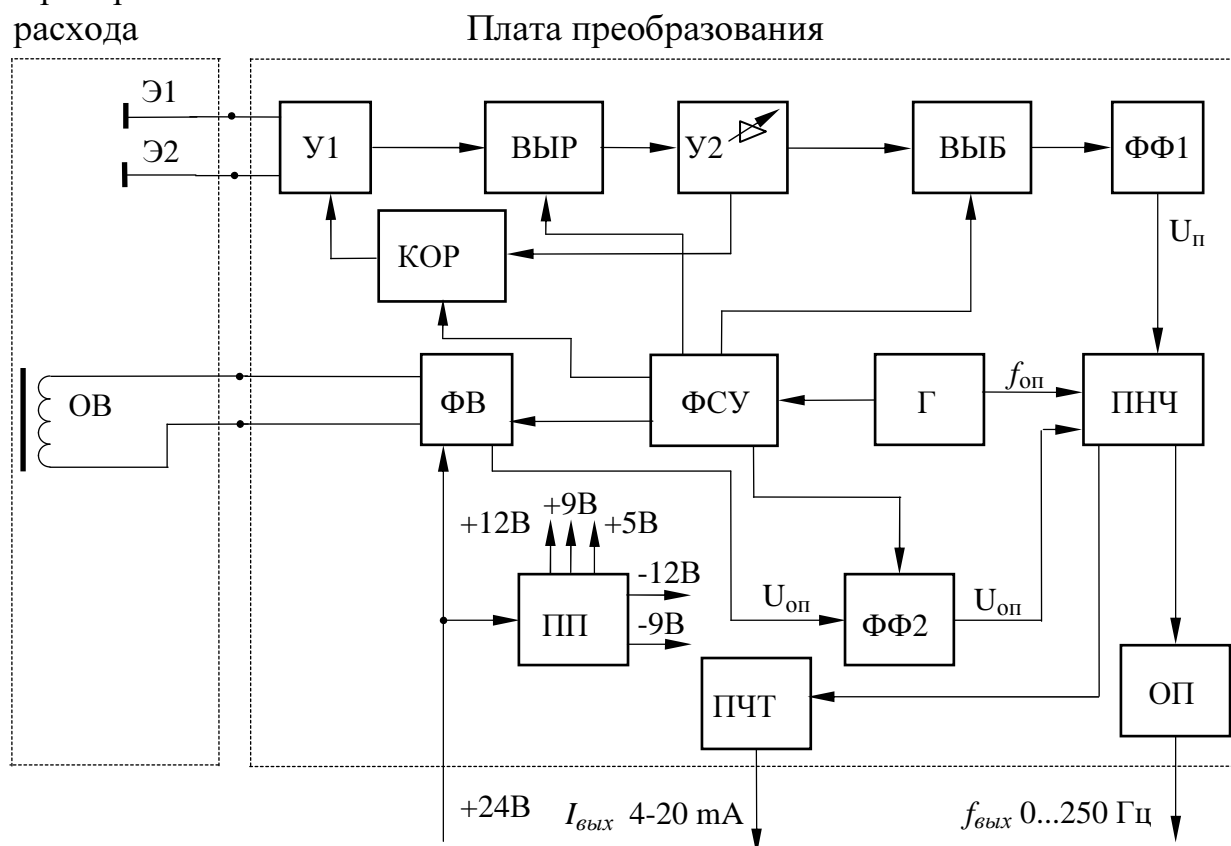 расхода
Плата преобразования
Э1
Э2
У1
ВЫР
У2
ВЫБ
ФФ1
КОР
Uп
ОВ
ФВ
ФСУ
Г
fоп
ПНЧ
+12В
+9В
+5В
-12В
-9В
ПП
Uоп
ФФ2
Uоп
ПЧТ
ОП
+24В
Iвых 4-20 mA
fвых 0...250 Гц